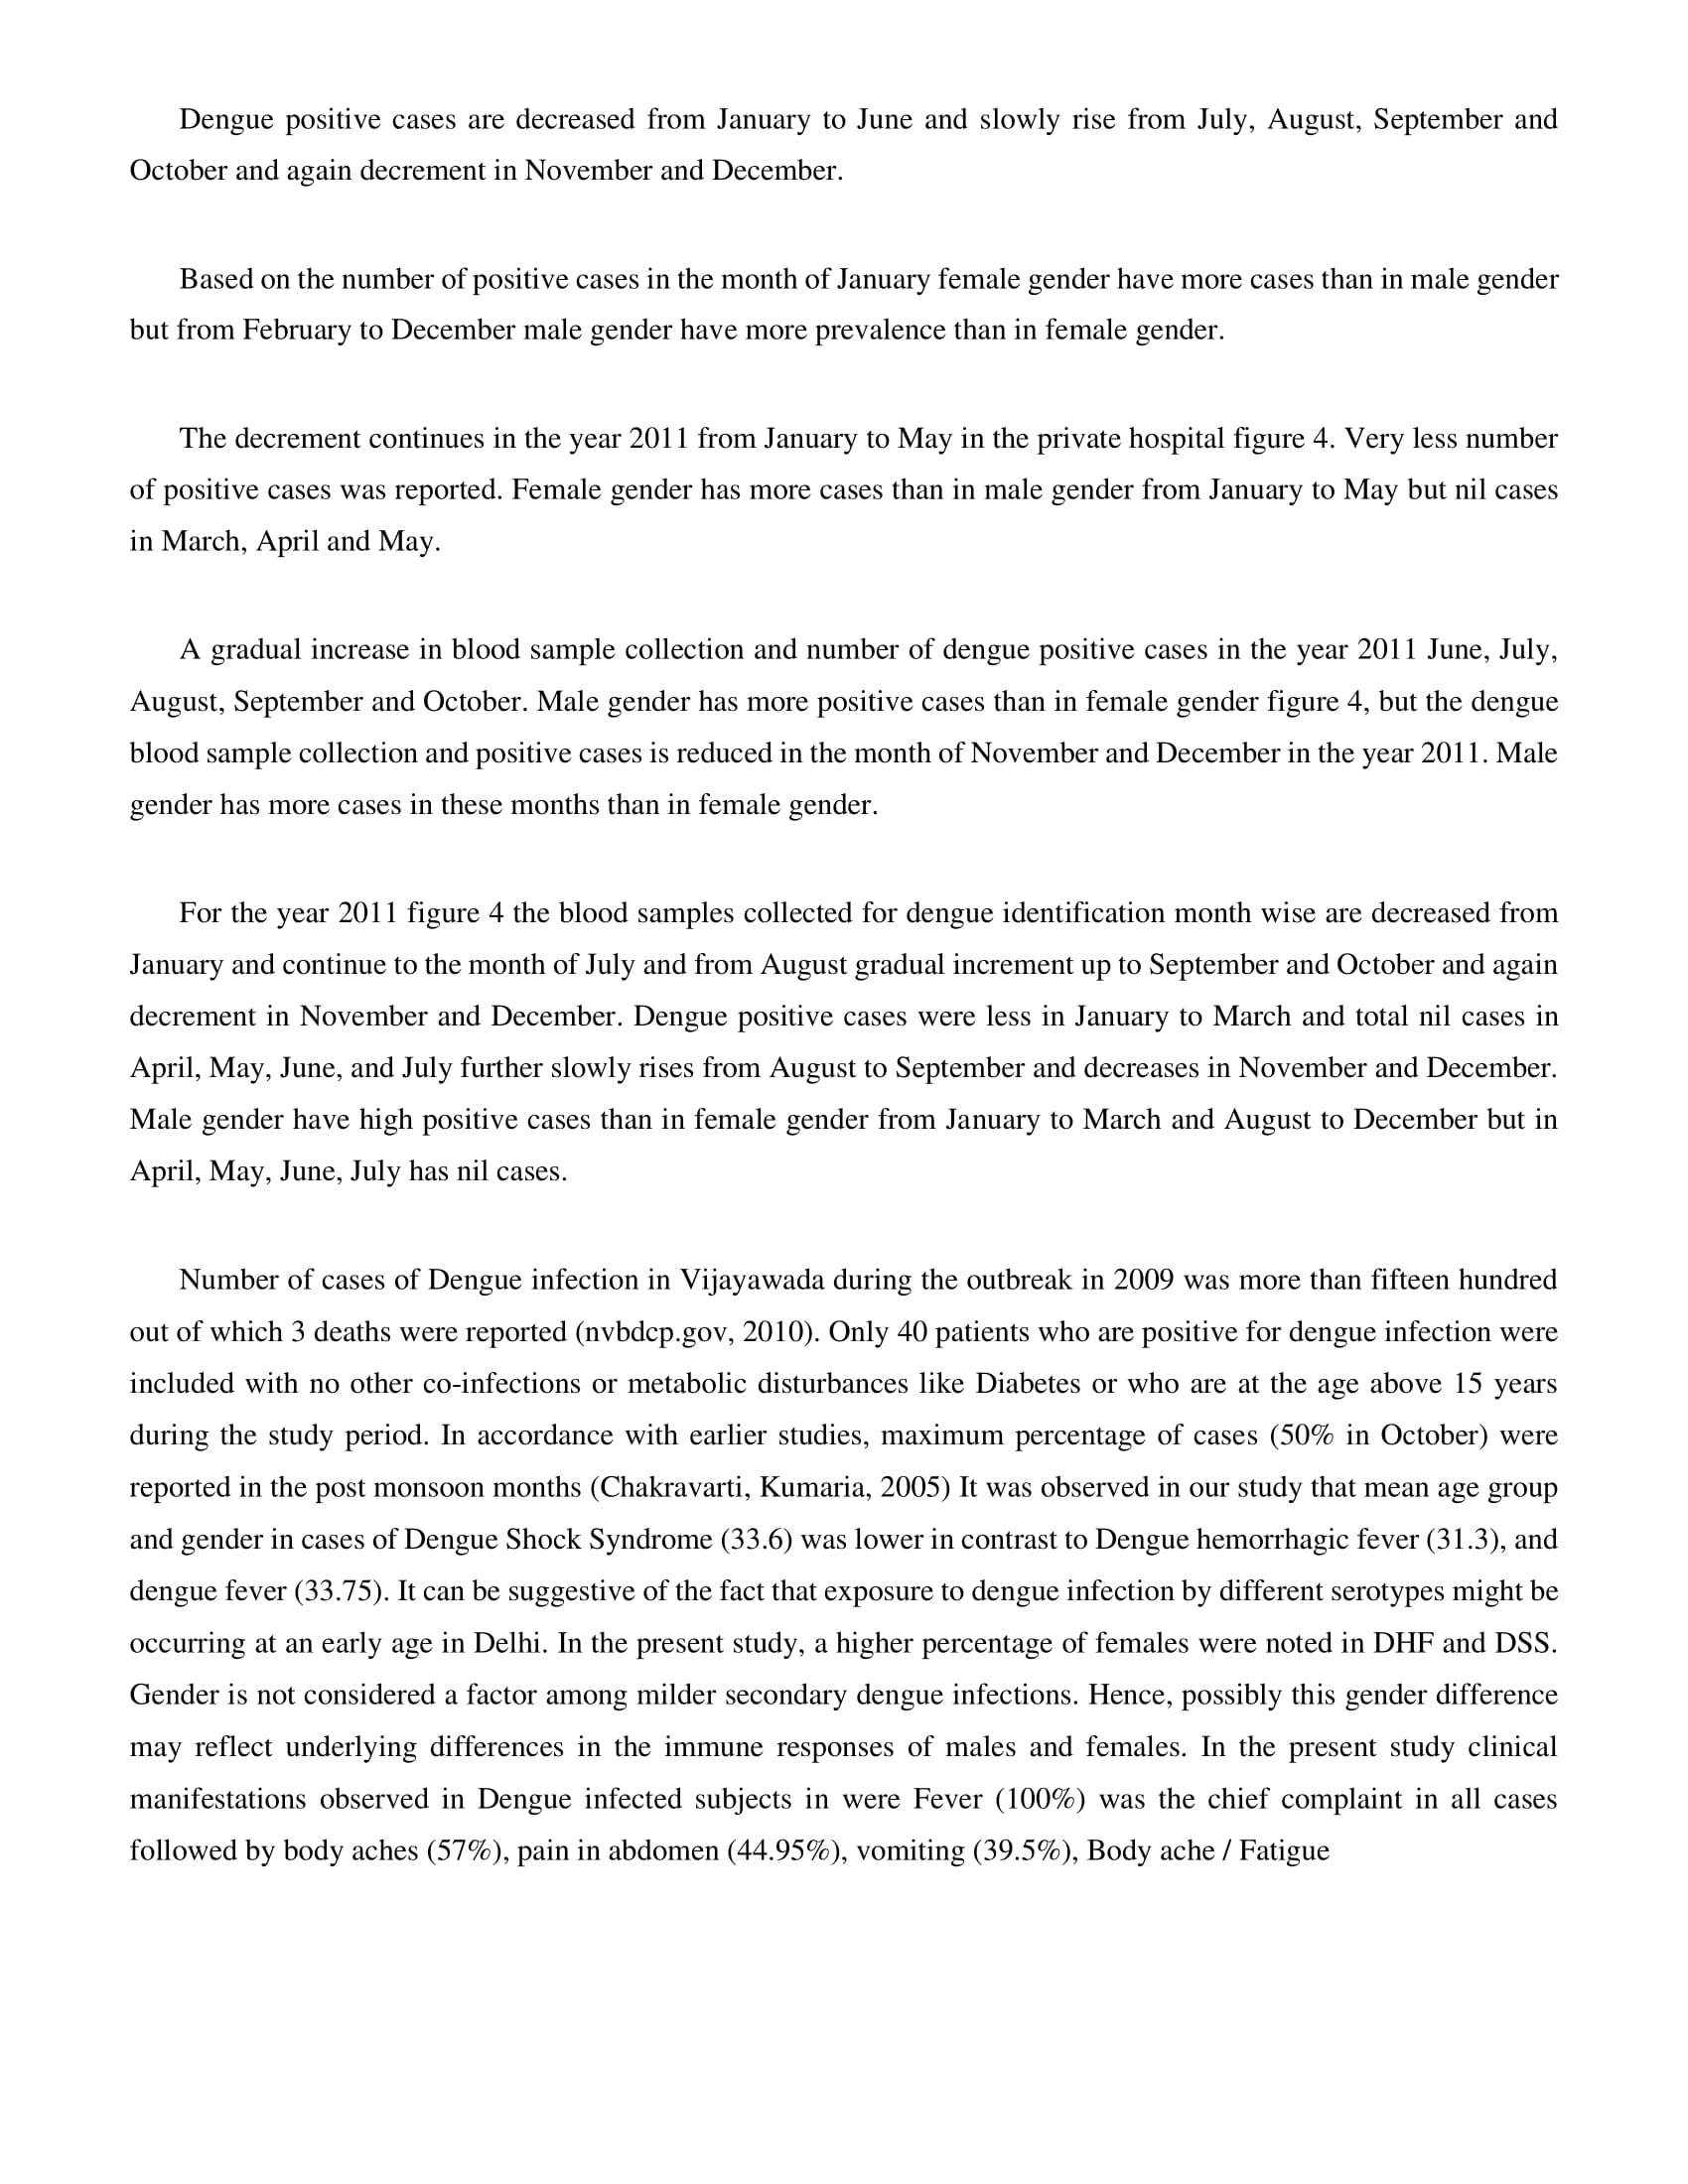 Dengue positive cases are decreased from January to June and slowly rise from July, August, September and
October and again decrement in November and December.
Based on the number of positive cases in the month of January female gender have more cases than in male gender
but from February to December male gender have more prevalence than in female gender.
The decrement continues in the year 2011 from January to May in the private hospital figure 4. Very less number
of positive cases was reported. Female gender has more cases than in male gender from January to May but nil cases
in March, April and May.
A gradual increase in blood sample collection and number of dengue positive cases in the year 2011 June, July,
August, September and October. Male gender has more positive cases than in female gender figure 4, but the dengue
blood sample collection and positive cases is reduced in the month of November and December in the year 2011. Male
gender has more cases in these months than in female gender.
For the year 2011 figure 4 the blood samples collected for dengue identification month wise are decreased from
January and continue to the month of July and from August gradual increment up to September and October and again
decrement in November and December. Dengue positive cases were less in January to March and total nil cases in
April, May, June, and July further slowly rises from August to September and decreases in November and December.
Male gender have high positive cases than in female gender from January to March and August to December but in
April, May, June, July has nil cases.
Number of cases of Dengue infection in Vijayawada during the outbreak in 2009 was more than fifteen hundred
out of which 3 deaths were reported (nvbdcp.gov, 2010). Only 40 patients who are positive for dengue infection were
included with no other co-infections or metabolic disturbances like Diabetes or who are at the age above 15 years
during the study period. In accordance with earlier studies, maximum percentage of cases (50% in October) were
reported in the post monsoon months (Chakravarti, Kumaria, 2005) It was observed in our study that mean age group
and gender in cases of Dengue Shock Syndrome (33.6) was lower in contrast to Dengue hemorrhagic fever (31.3), and
dengue fever (33.75). It can be suggestive of the fact that exposure to dengue infection by different serotypes might be
occurring at an early age in Delhi. In the present study, a higher percentage of females were noted in DHF and DSS.
Gender is not considered a factor among milder secondary dengue infections. Hence, possibly this gender difference
may reflect underlying differences in the immune responses of males and females. In the present study clinical
manifestations observed in Dengue infected subjects in were Fever (100%) was the chief complaint in all cases
followed by body aches (57%), pain in abdomen (44.95%), vomiting (39.5%), Body ache / Fatigue